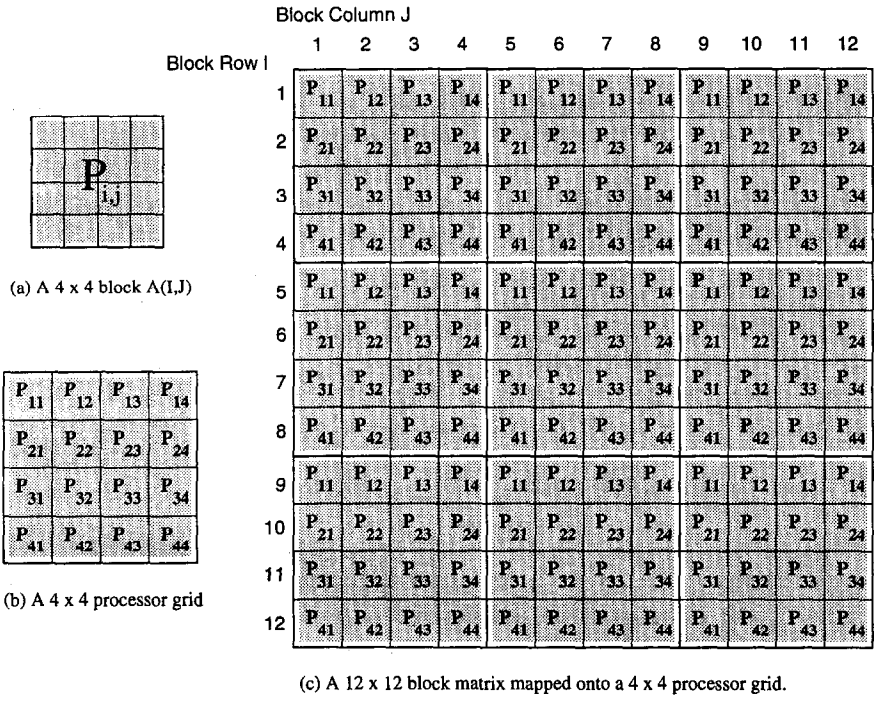 Block Column J
1 2 3 4 5 6 7 8 9 10 11 12
Block Row I
1 P11 P12 P13 P14 P11 P12 P13 P14 P11 P12 P13 P14
2 P21 P22 P23 P24 P21 P22 P23 P24 P21 P22 P23 P24
3 P31 P32 P33 P34 P31 P32 P33 P34 P31 P32 P33 P34
4 P41 P42 P43 P44 P41 P42 P43 P44 P41 P42 P43 P44
5 P11 P12 P13 P14 P11 P12 P13 P14 P11 P12 P13 P14
6 P21 P22 P23 P24 P21 P22 P23 P24 P21 P22 P23 P24
7 P31 P32 P33 P34 P31 P32 P33 P34 P31 P32 P33 P34
8 P41 P42 P43 P44 P41 P42 P43 P44 P41 P42 P43 P44
9 P11 P12 P13 P14 P11 P12 P13 P14 P11 P12 P13 P14
10 P21 P22 P23 P24 P21 P22 P23 P24 P21 P22 P23 P24
11 P31 P32 P33 P34 P31 P32 P33 P34 P31 P32 P33 P34
12 P41 P42 P43 P44 P41 P42 P43 P44 P41 P42 P43 P44
Pi,j
(a) A 4 x 4 block A(I,J)
P11 P12 P13 P14
P21 P22 P23 P24
P31 P32 P33 P34
P41 P42 P43 P44
(b) A 4 x 4 processor grid
(c) A 12 x 12 block matrix mapped onto a 4 x 4 processor grid.